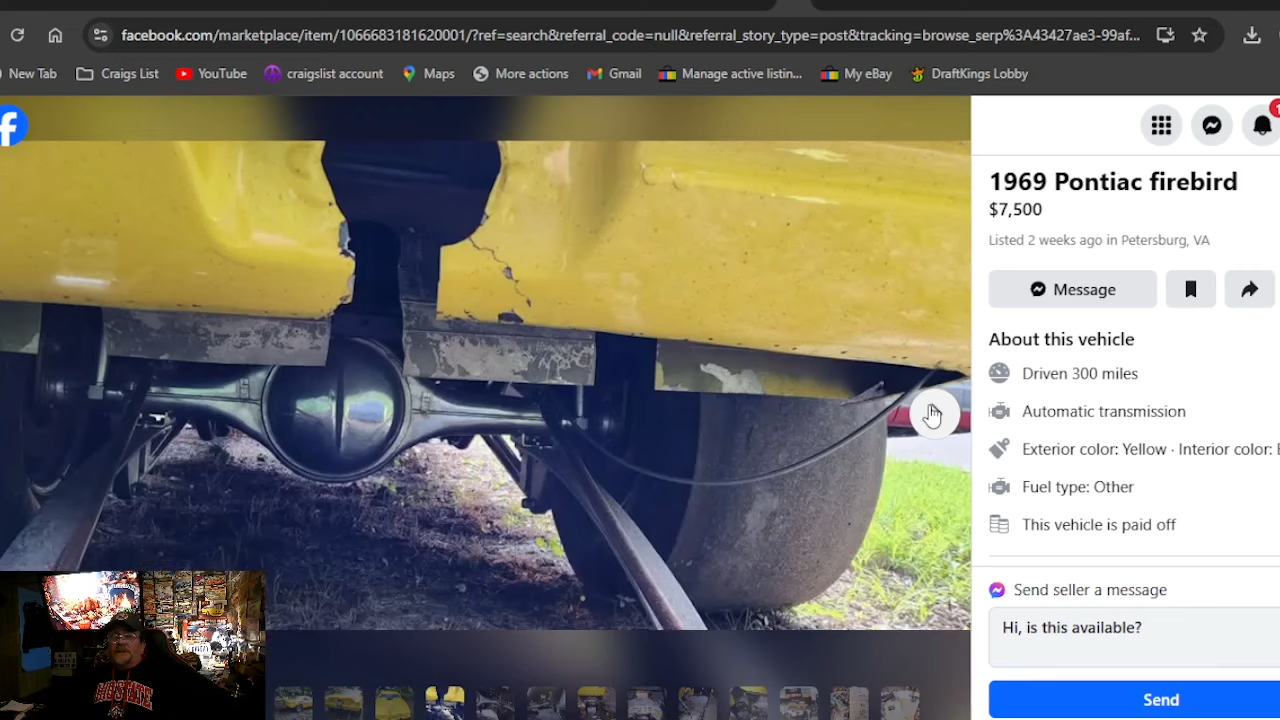 facebook.com/marketplace/item/1066683181620001/?ref=search&referral_code=null&referral_story_type=post&tracking=browse_serp%3A43427ae3-99af...
New Tab Craigs List YouTube craigslist account Maps More actions Gmail Manage active listin... My eBay DraftKings Lobby
1969 Pontiac firebird
$7,500
Listed 2 weeks ago in Petersburg, VA
Message
About this vehicle
Driven 300 miles
Automatic transmission
Exterior color: Yellow · Interior color:
Fuel type: Other
This vehicle is paid off
Send seller a message
Hi, is this available?
Send